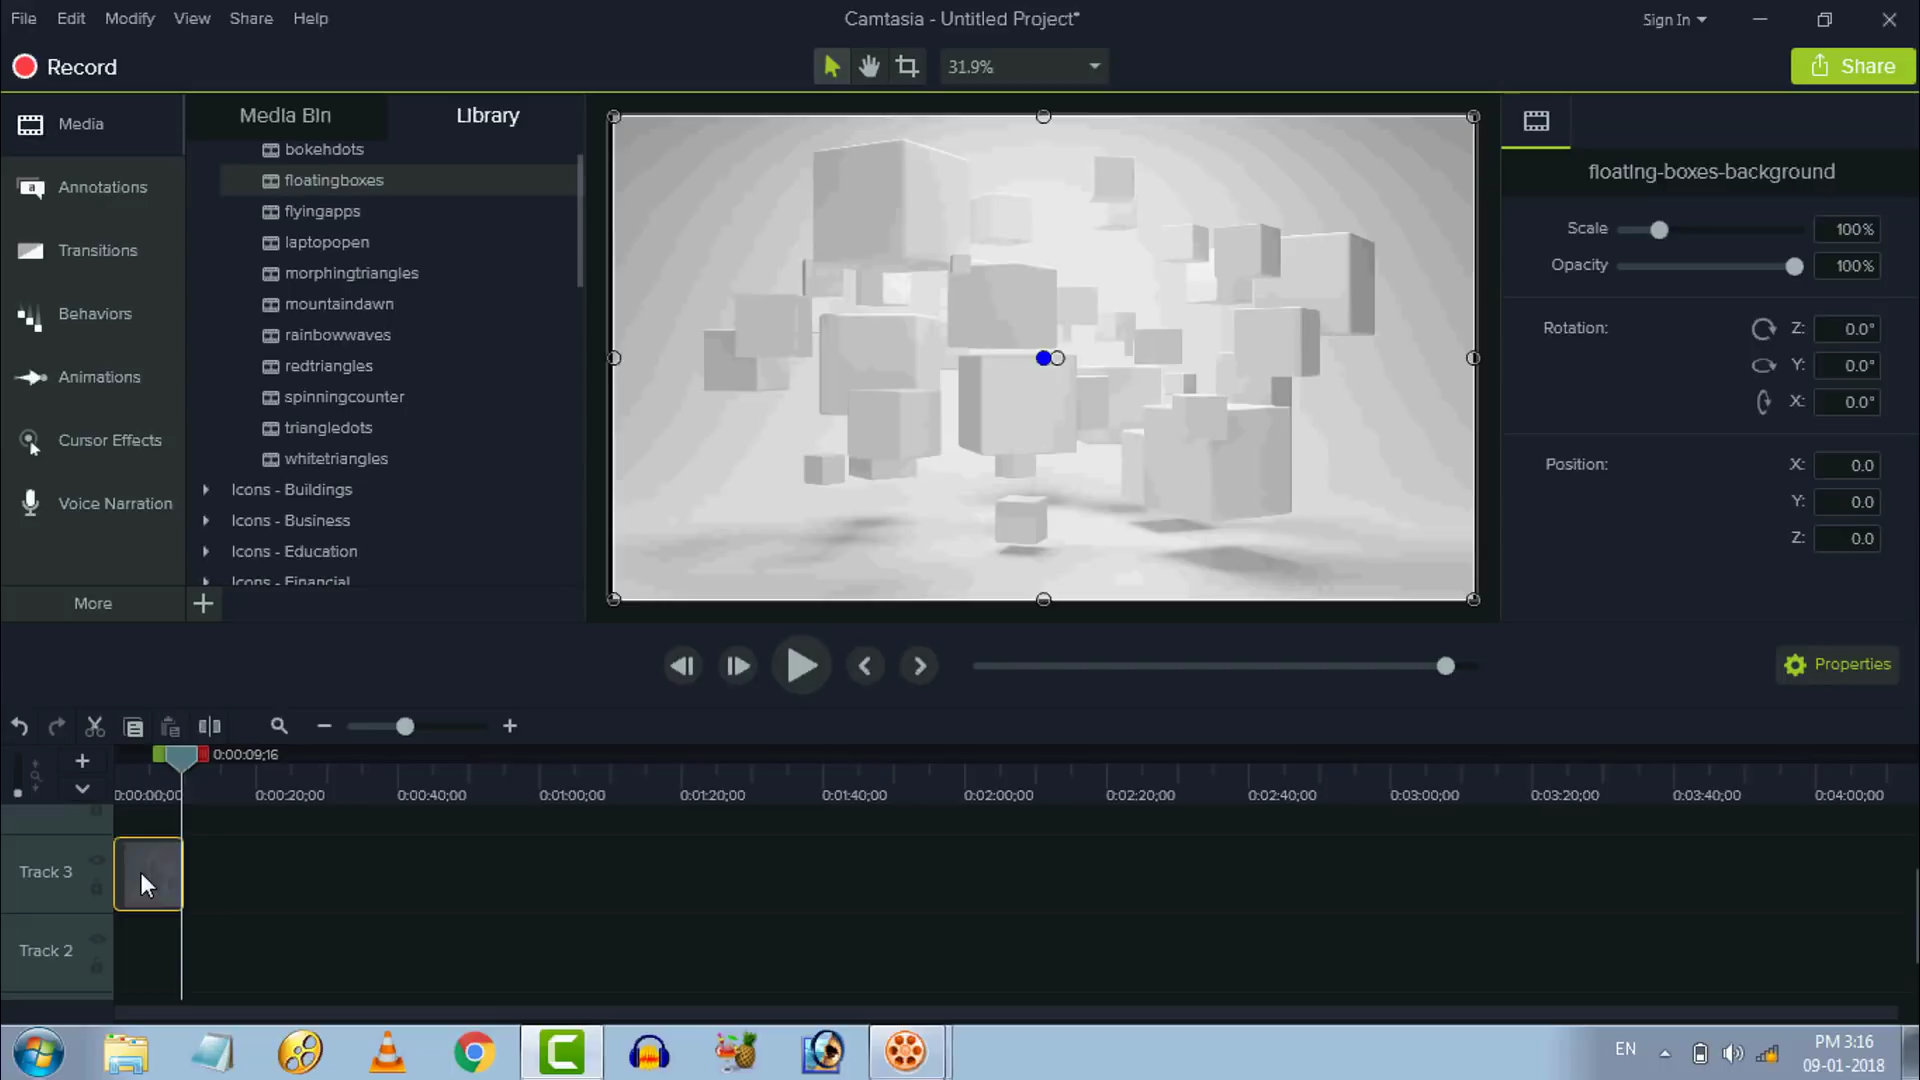 File Edit Modify View Share Help
Camtasia - Untitled Project*
Sign In
Record
31.9%
Share
Media
Annotations
Transitions
Behaviors
Animations
Cursor Effects
Voice Narration
More
Media Bin
Library
bokehdots
floatingboxes
flyingapps
laptopopen
morphingtriangles
mountaindawn
rainbowwaves
redtriangles
spinningcounter
triangledots
whitetriangles
Icons - Buildings
Icons - Business
Icons - Education
Icons - Financial
floating-boxes-background
Scale 100%
Opacity 100%
Rotation: Z: 0.0°
Y: 0.0°
X: 0.0°
Position: X: 0.0
Y: 0.0
Z: 0.0
Properties
0:00:09;16
0:00:00;00 0:00:20;00 0:00:40;00 0:01:00;00 0:01:20;00 0:01:40;00 0:02:00;00 0:02:20;00 0:02:40;00 0:03:00;00 0:03:20;00 0:03:40;00 0:04:00;00
Track 3
Track 2
EN
PM 3:16
09-01-2018